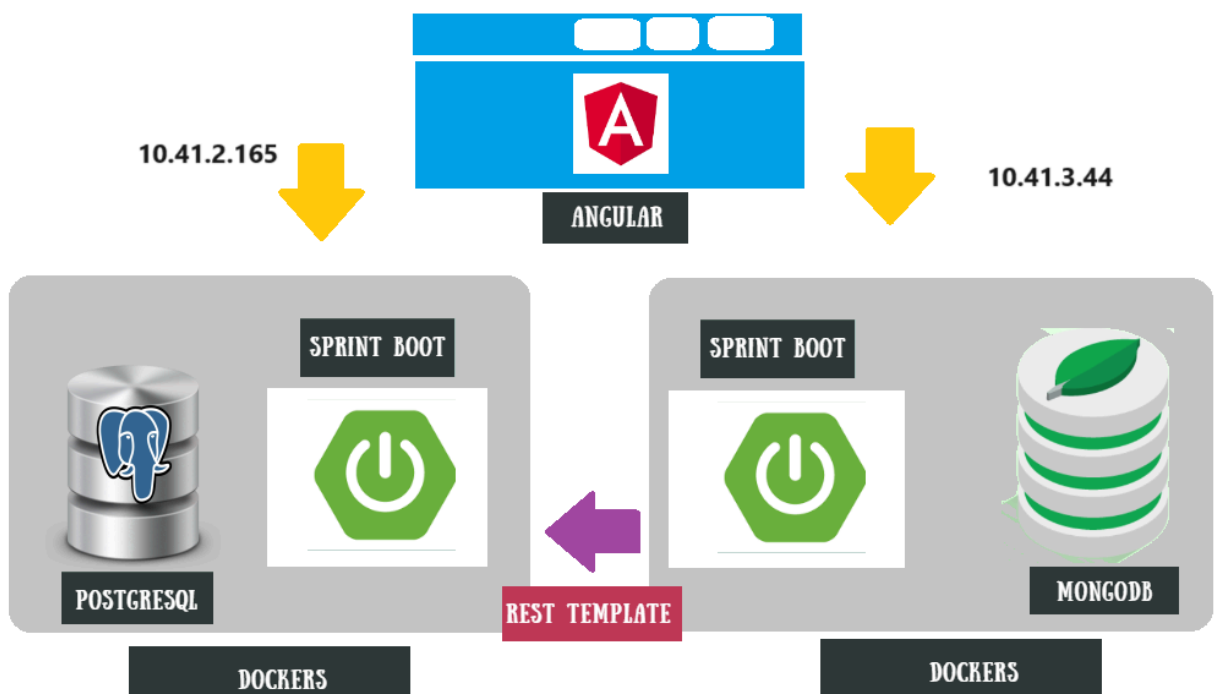 10.41.2.165
10.41.3.44
A
ANGULAR
SPRINT BOOT
SPRINT BOOT
POSTGRESQL
REST TEMPLATE
MONGODB
DOCKERS
DOCKERS